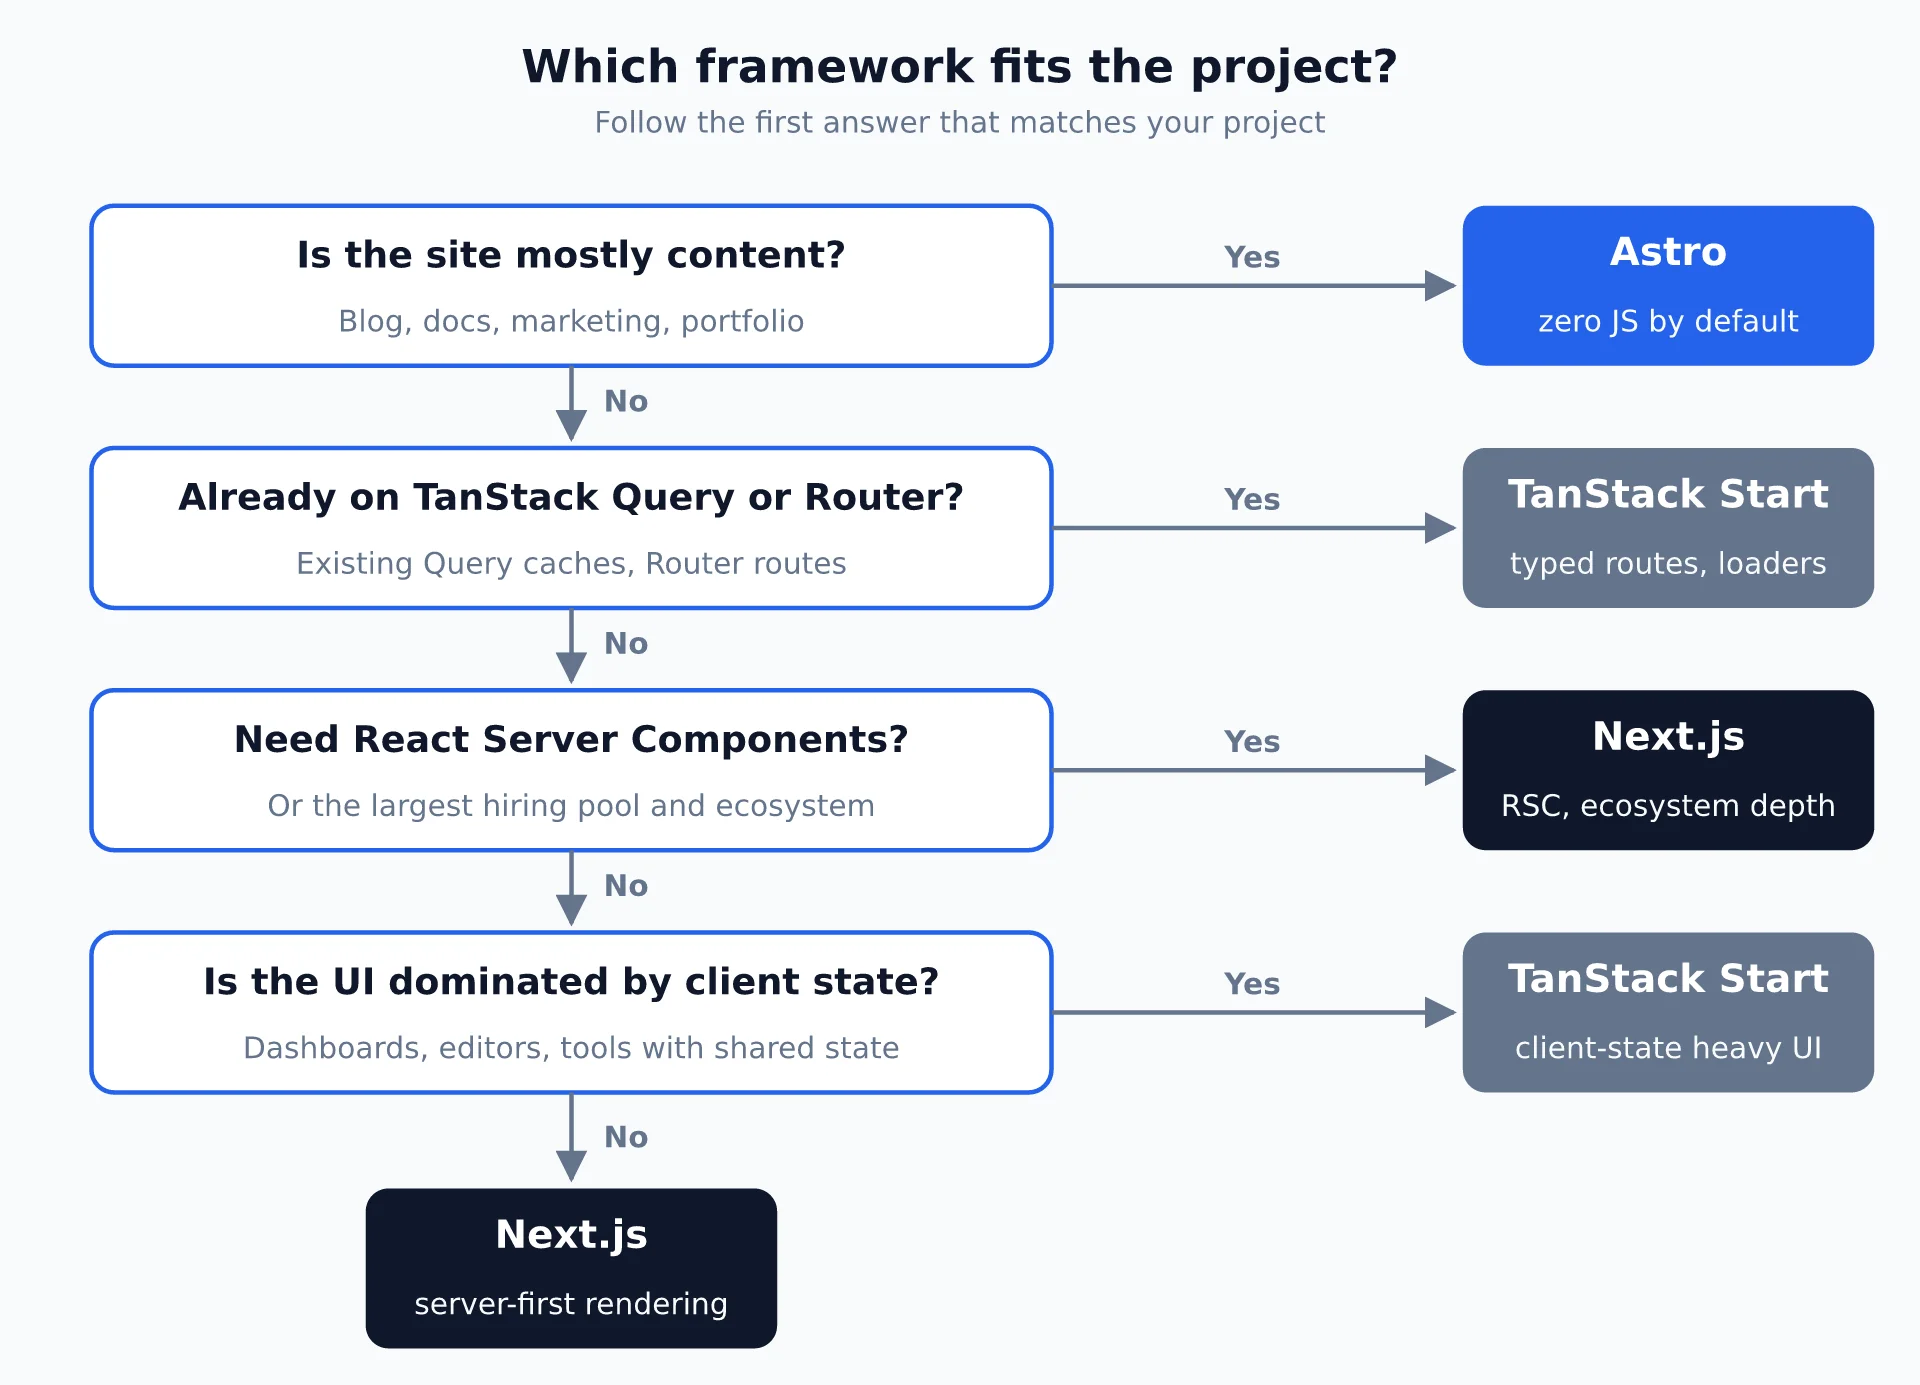 Which framework fits the project?
Follow the first answer that matches your project
Is the site mostly content?
Blog, docs, marketing, portfolio
Yes
Astro
zero JS by default
No
Already on TanStack Query or Router?
Existing Query caches, Router routes
Yes
TanStack Start
typed routes, loaders
No
Need React Server Components?
Or the largest hiring pool and ecosystem
Yes
Next.js
RSC, ecosystem depth
No
Is the UI dominated by client state?
Dashboards, editors, tools with shared state
Yes
TanStack Start
client-state heavy UI
No
Next.js
server-first rendering